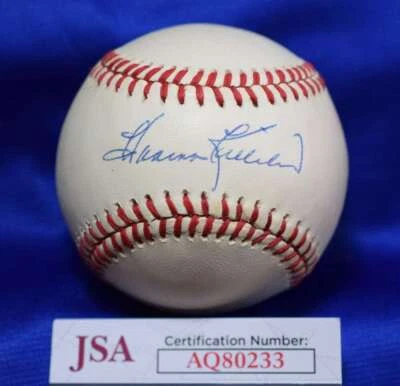 Harmon Killebrew
JSA
Certification Number:
AQ80233